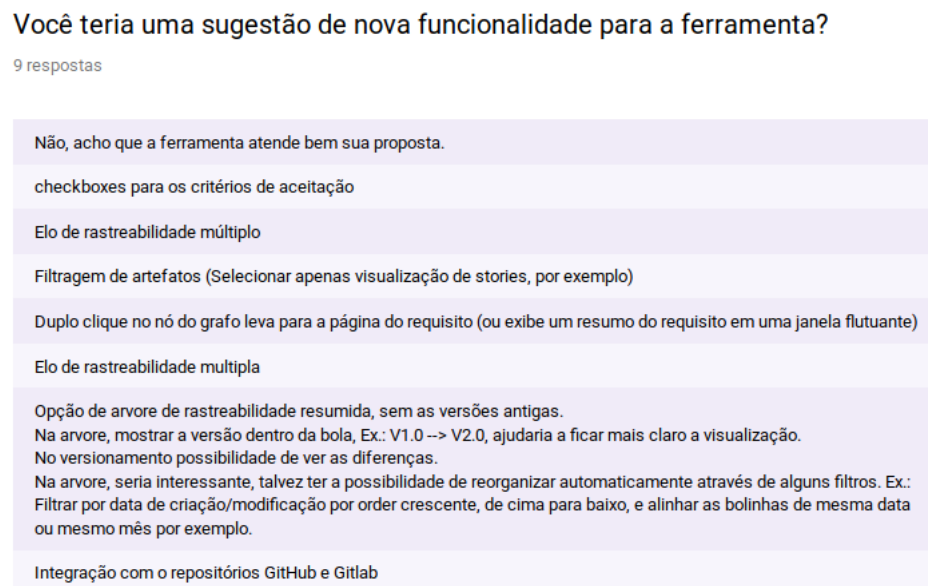 Você teria uma sugestão de nova funcionalidade para a ferramenta?
9 respostas
Não, acho que a ferramenta atende bem sua proposta.
checkboxes para os critérios de aceitação
Elo de rastreabilidade múltiplo
Filtragem de artefatos (Selecionar apenas visualização de stories, por exemplo)
Duplo clique no nó do grafo leva para a página do requisito (ou exibe um resumo do requisito em uma janela flutuante)
Elo de rastreabilidade multipla
Opção de arvore de rastreabilidade resumida, sem as versões antigas.
Na arvore, mostrar a versão dentro da bola, Ex.: V1.0 --> V2.0, ajudaria a ficar mais claro a visualização.
No versionamento possibilidade de ver as diferenças.
Na arvore, seria interessante, talvez ter a possibilidade de reorganizar automaticamente através de alguns filtros. Ex.:
Filtrar por data de criação/modificação por order crescente, de cima para baixo, e alinhar as bolinhas de mesma data
ou mesmo mês por exemplo.
Integração com o repositórios GitHub e Gitlab